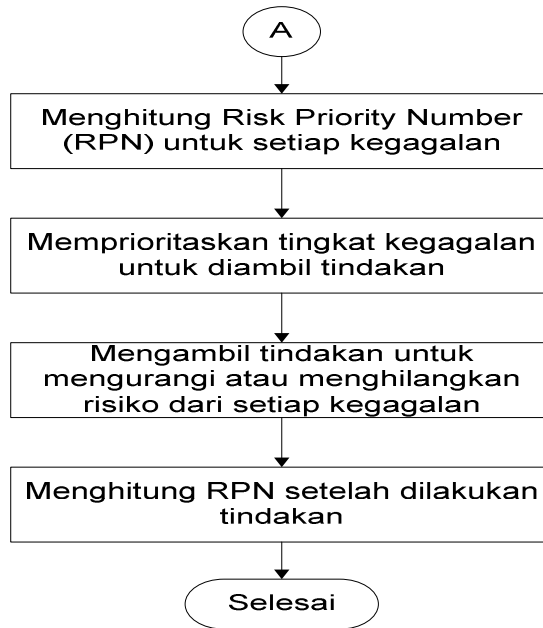 A
Menghitung Risk Priority Number
(RPN) untuk setiap kegagalan
Memprioritaskan tingkat kegagalan
untuk diambil tindakan
Mengambil tindakan untuk
mengurangi atau menghilangkan
risiko dari setiap kegagalan
Menghitung RPN setelah dilakukan
tindakan
Selesai